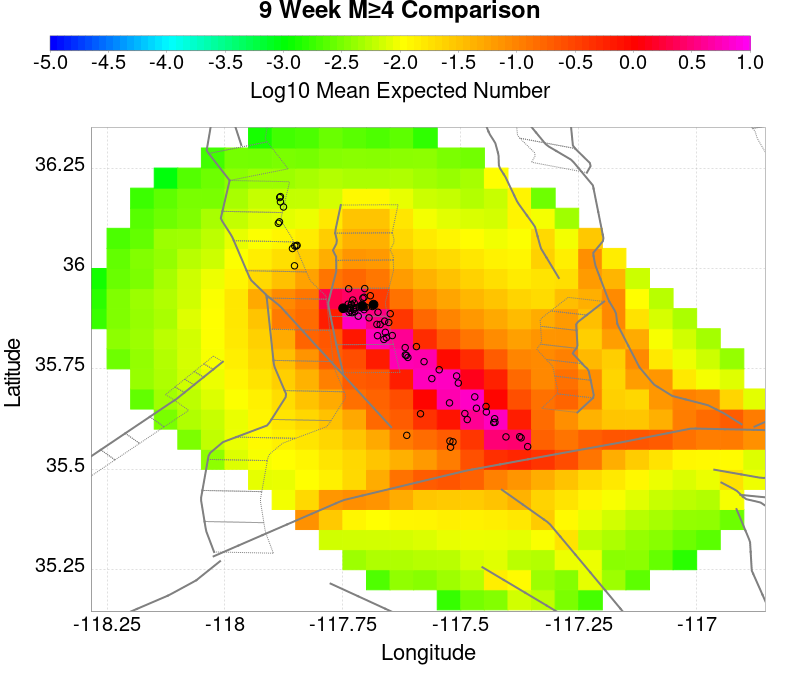 9 Week M≥4 Comparison
-5.0 -4.5 -4.0 -3.5 -3.0 -2.5 -2.0 -1.5 -1.0 -0.5 0.0 0.5 1.0
Log10 Mean Expected Number
36.25
36
35.75
35.5
35.25
Latitude
-118.25 -118 -117.75 -117.5 -117.25 -117
Longitude